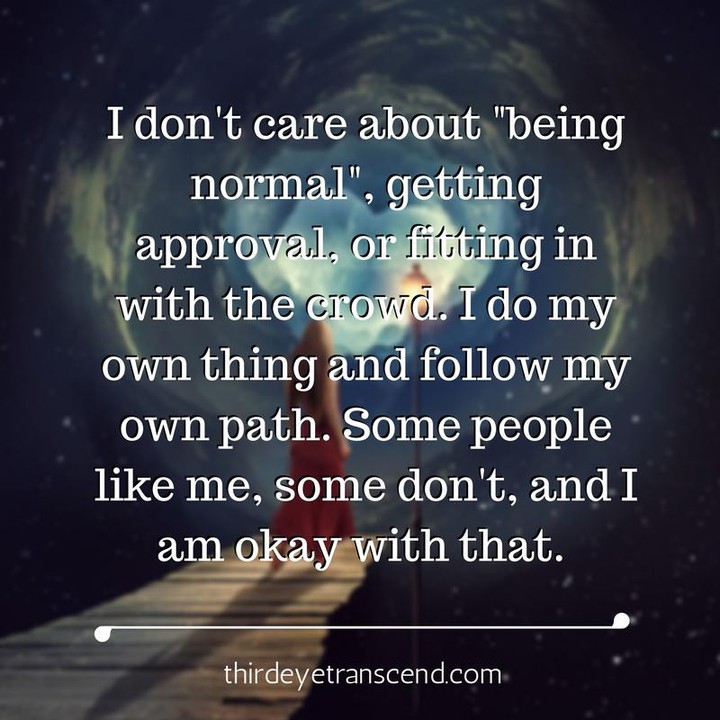 I don't care about "being
normal", getting
approval, or fitting in
with the crowd. I do my
own thing and follow my
own path. Some people
like me, some don't, and I
am okay with that.
thirdeyetranscend.com